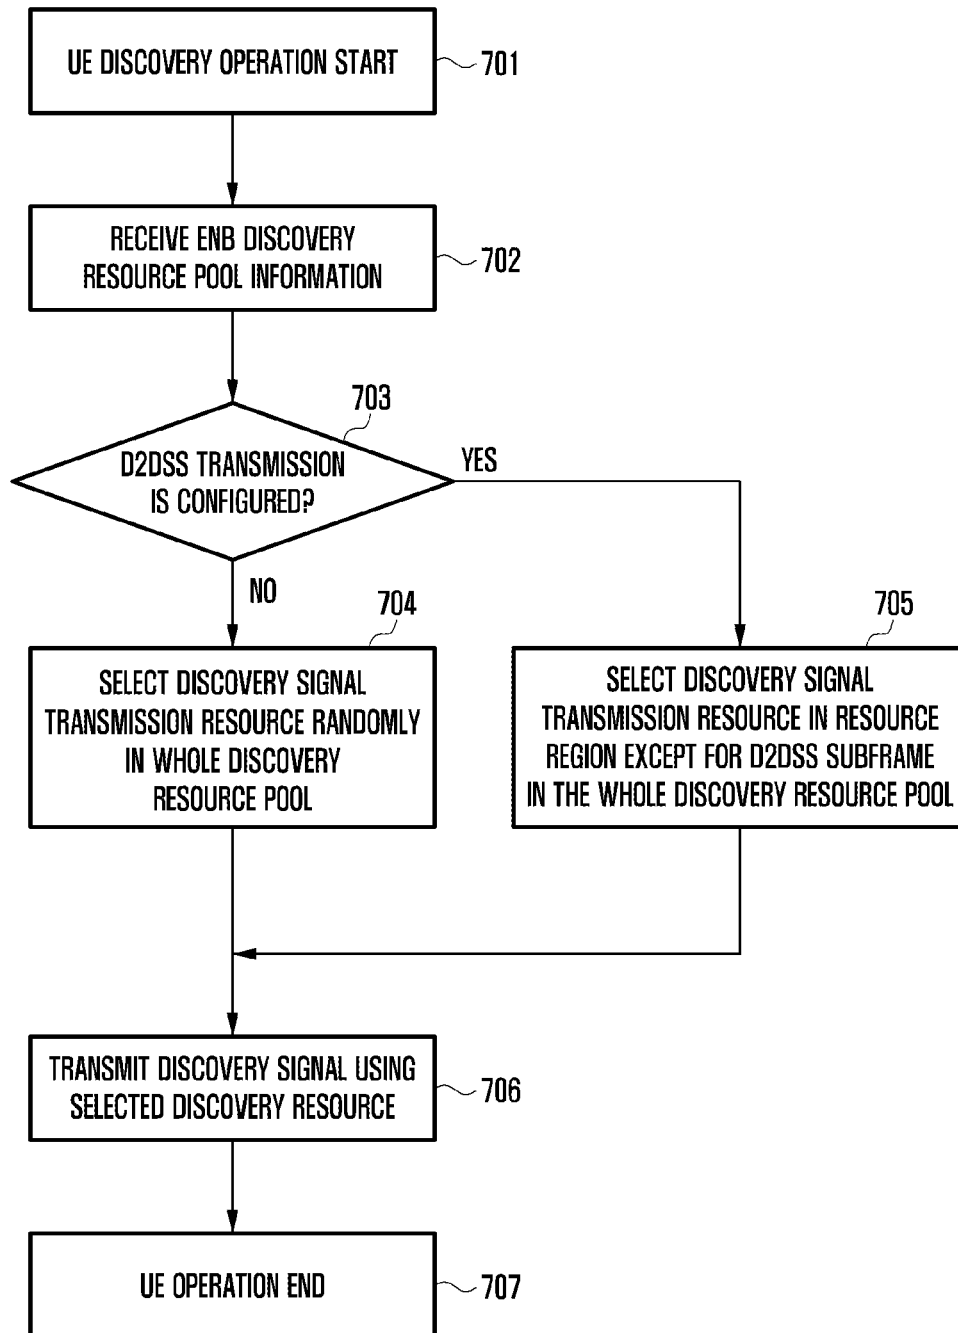 UE DISCOVERY OPERATION START
701
RECEIVE ENB DISCOVERY
RESOURCE POOL INFORMATION
702
703
D2DSS TRANSMISSION
IS CONFIGURED?
YES
NO
704
SELECT DISCOVERY SIGNAL
TRANSMISSION RESOURCE RANDOMLY
IN WHOLE DISCOVERY
RESOURCE POOL
705
SELECT DISCOVERY SIGNAL
TRANSMISSION RESOURCE IN RESOURCE
REGION EXCEPT FOR D2DSS SUBFRAME
IN THE WHOLE DISCOVERY RESOURCE POOL
TRANSMIT DISCOVERY SIGNAL USING
SELECTED DISCOVERY RESOURCE
706
UE OPERATION END
707